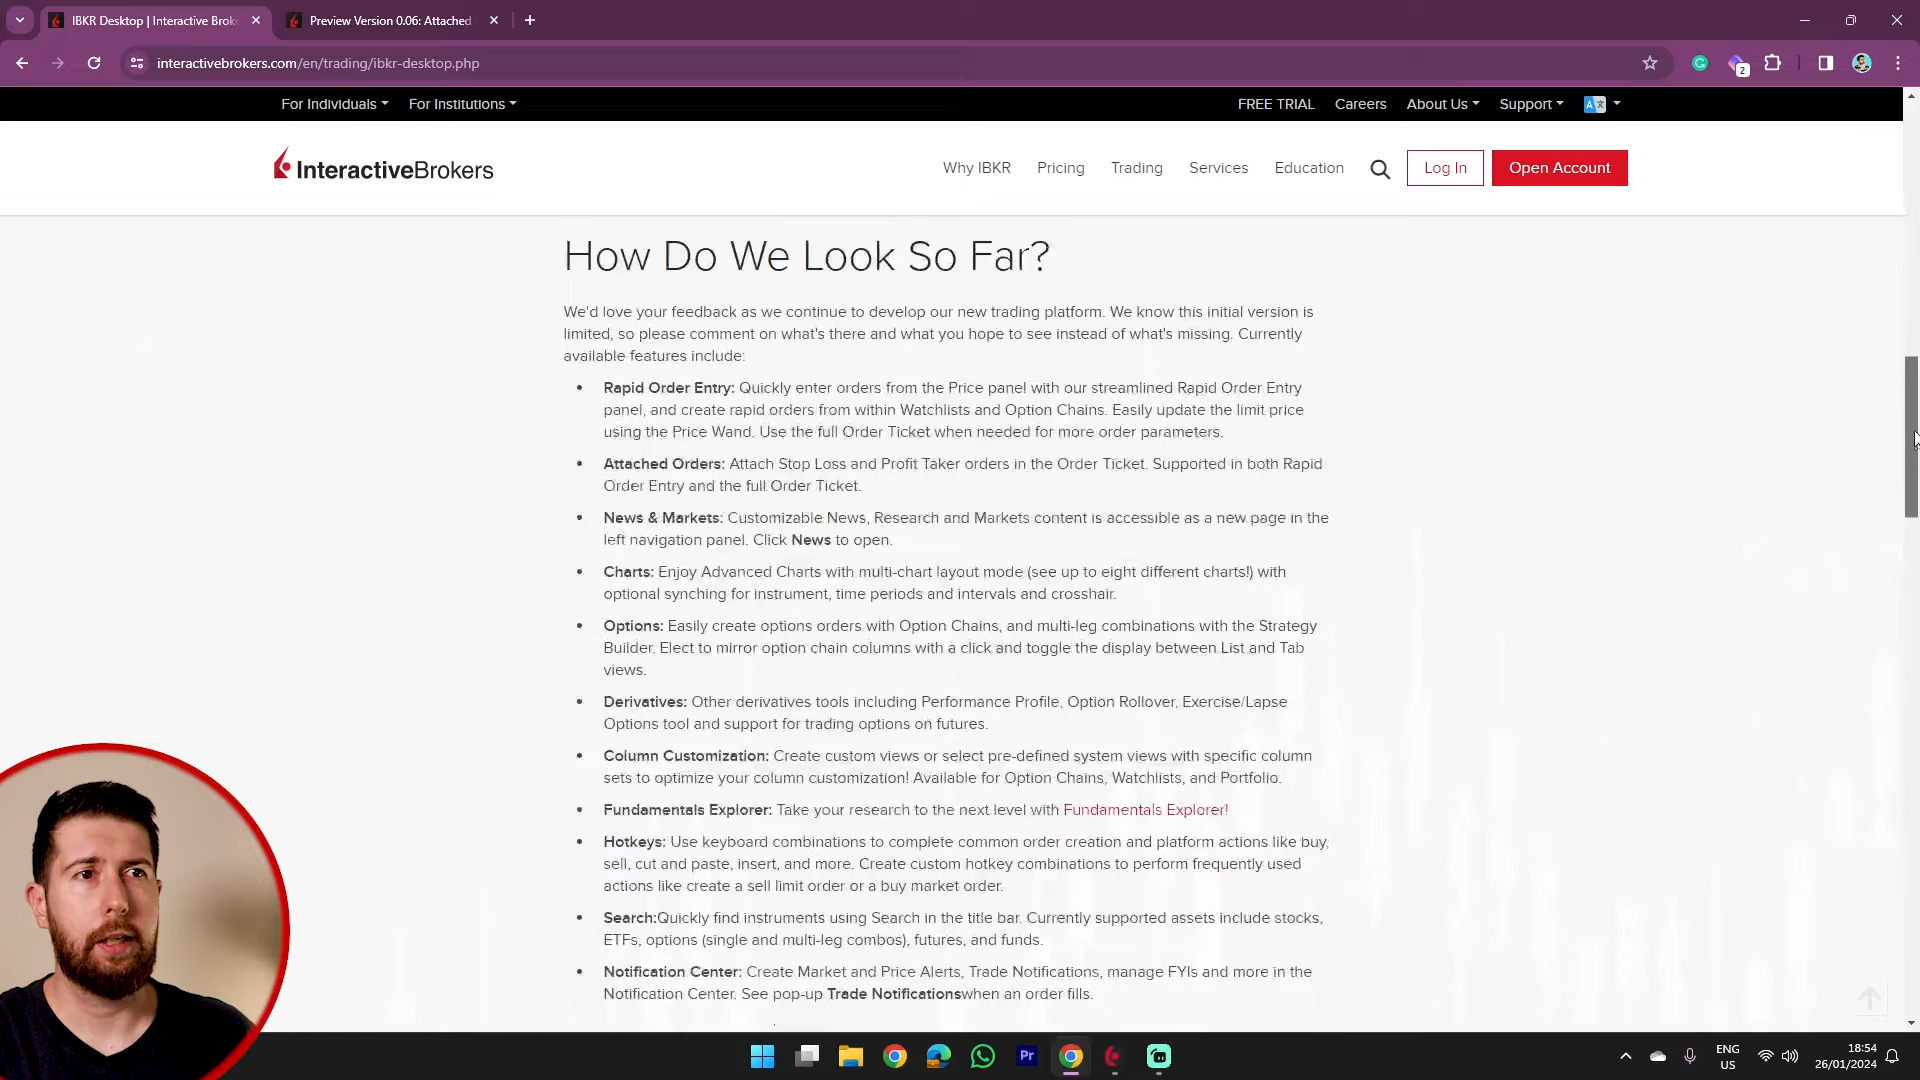 IBKR Desktop | Interactive Broke
Preview Version 0.06: Attached
interactivebrokers.com/en/trading/ibkr-desktop.php
2
For Individuals
For Institutions
FREE TRIAL
Careers
About Us
Support
InteractiveBrokers
Why IBKR
Pricing
Trading
Services
Education
Log In
Open Account
How Do We Look So Far?
We'd love your feedback as we continue to develop our new trading platform. We know this initial version is
limited, so please comment on what's there and what you hope to see instead of what's missing. Currently
available features include:
• Rapid Order Entry: Quickly enter orders from the Price panel with our streamlined Rapid Order Entry
panel, and create rapid orders from within Watchlists and Option Chains. Easily update the limit price
using the Price Wand. Use the full Order Ticket when needed for more order parameters.
• Attached Orders: Attach Stop Loss and Profit Taker orders in the Order Ticket. Supported in both Rapid
Order Entry and the full Order Ticket.
• News & Markets: Customizable News, Research and Markets content is accessible as a new page in the
left navigation panel. Click News to open.
• Charts: Enjoy Advanced Charts with multi-chart layout mode (see up to eight different charts!) with
optional synching for instrument, time periods and intervals and crosshair.
• Options: Easily create options orders with Option Chains, and multi-leg combinations with the Strategy
Builder. Elect to mirror option chain columns with a click and toggle the display between List and Tab
views.
• Derivatives: Other derivatives tools including Performance Profile, Option Rollover, Exercise/Lapse
Options tool and support for trading options on futures.
• Column Customization: Create custom views or select pre-defined system views with specific column
sets to optimize your column customization! Available for Option Chains, Watchlists, and Portfolio.
• Fundamentals Explorer: Take your research to the next level with Fundamentals Explorer!
• Hotkeys: Use keyboard combinations to complete common order creation and platform actions like buy,
sell, cut and paste, insert, and more. Create custom hotkey combinations to perform frequently used
actions like create a sell limit order or a buy market order.
• Search:Quickly find instruments using Search in the title bar. Currently supported assets include stocks,
ETFs, options (single and multi-leg combos), futures, and funds.
• Notification Center: Create Market and Price Alerts, Trade Notifications, manage FYIs and more in the
Notification Center. See pop-up Trade Notificationswhen an order fills.
Pr
ENG
US
18:54
26/01/2024